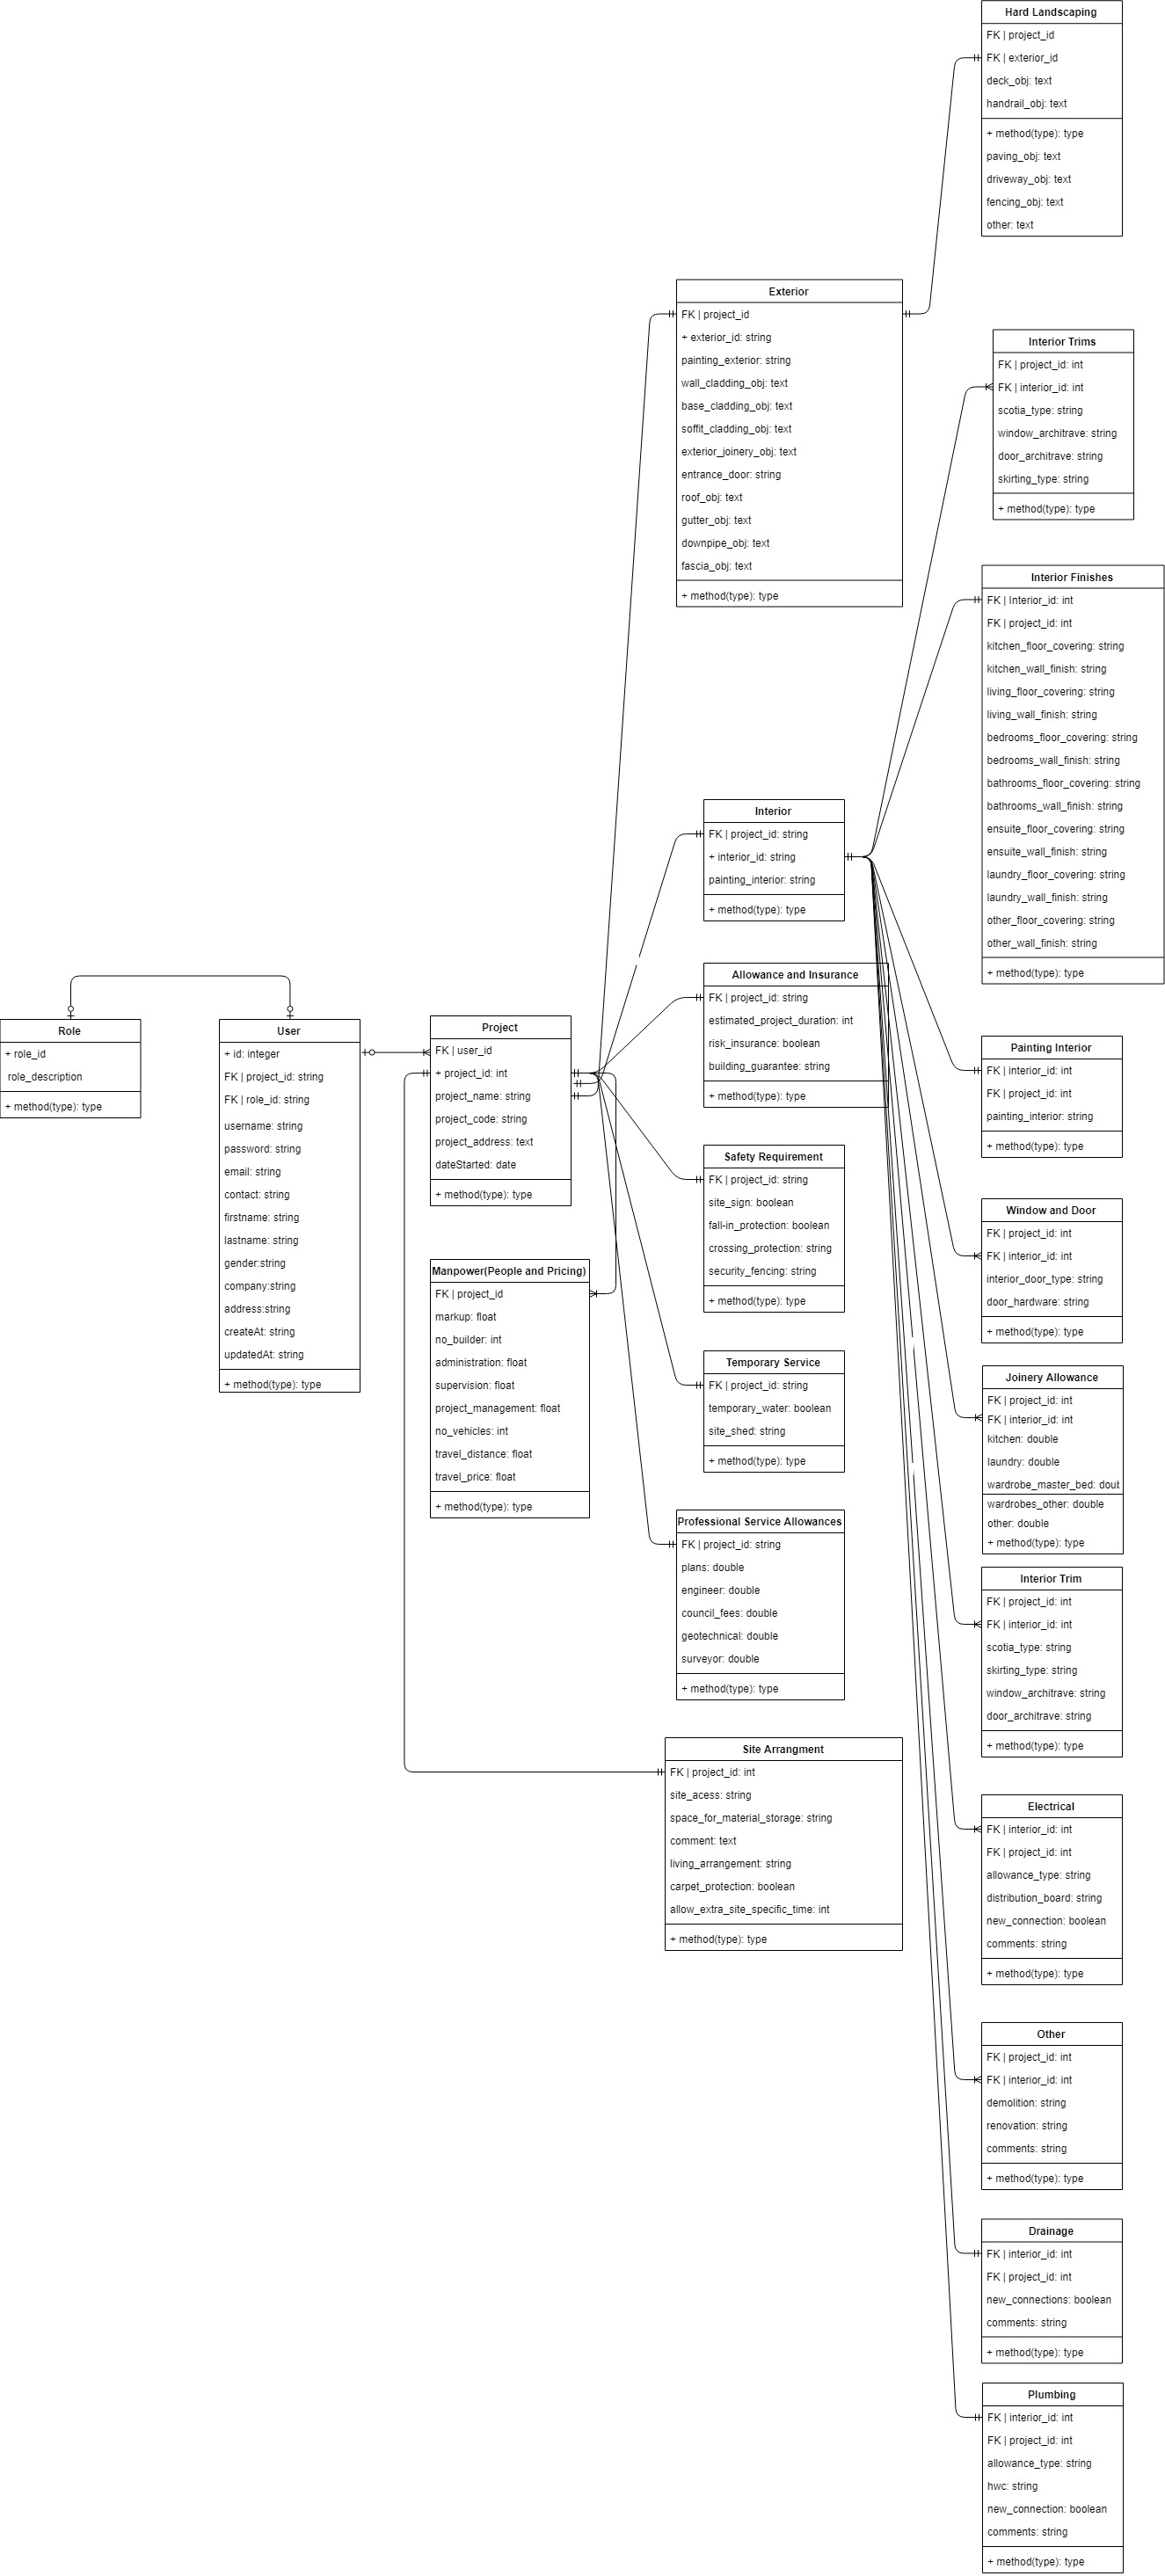 Hard Landscaping
FK | project_id
FK | exterior_id
deck_obj: text
handrail_obj: text
+ method(type): type
paving_obj: text
driveway_obj: text
fencing_obj: text
other: text
Exterior
FK | project_id
+ exterior_id: string
painting_exterior: string
wall_cladding_obj: text
base_cladding_obj: text
soffit_cladding_obj: text
exterior_joinery_obj: text
entrance_door: string
roof_obj: text
gutter_obj: text
downpipe_obj: text
fascia_obj: text
+ method(type): type
Interior Trims
FK | project_id: int
FK | interior_id: int
scotia_type: string
window_architrave: string
door_architrave: string
skirting_type: string
+ method(type): type
Interior Finishes
FK | Interior_id: int
FK | project_id: int
kitchen_floor_covering: string
kitchen_wall_finish: string
living_floor_covering: string
living_wall_finish: string
bedrooms_floor_covering: string
bedrooms_wall_finish: string
bathrooms_floor_covering: string
bathrooms_wall_finish: string
ensuite_floor_covering: string
ensuite_wall_finish: string
laundry_floor_covering: string
laundry_wall_finish: string
other_floor_covering: string
other_wall_finish: string
+ method(type): type
Interior
FK | project_id: string
+ interior_id: string
painting_interior: string
+ method(type): type
Allowance and Insurance
FK | project_id: string
estimated_project_duration: int
risk_insurance: boolean
building_guarantee: string
+ method(type): type
Role
+ role_id
role_description
+ method(type): type
User
+ id: integer
FK | project_id: string
FK | role_id: string
username: string
password: string
email: string
contact: string
firstname: string
lastname: string
gender:string
company:string
address:string
createAt: string
updatedAt: string
+ method(type): type
Project
FK | user_id
+ project_id: int
project_name: string
project_code: string
project_address: text
dateStarted: date
+ method(type): type
Manpower(People and Pricing)
FK | project_id
markup: float
no_builder: int
administration: float
supervision: float
project_management: float
no_vehicles: int
travel_distance: float
travel_price: float
+ method(type): type
Safety Requirement
FK | project_id: string
site_sign: boolean
fall-in_protection: boolean
crossing_protection: string
security_fencing: string
+ method(type): type
Temporary Service
FK | project_id: string
temporary_water: boolean
site_shed: string
+ method(type): type
Professional Service Allowances
FK | project_id: string
plans: double
engineer: double
council_fees: double
geotechnical: double
surveyor: double
+ method(type): type
Site Arrangment
FK | project_id: int
site_acess: string
space_for_material_storage: string
comment: text
living_arrangement: string
carpet_protection: boolean
allow_extra_site_specific_time: int
+ method(type): type
Painting Interior
FK | interior_id: int
FK | project_id: int
painting_interior: string
+ method(type): type
Window and Door
FK | project_id: int
FK | interior_id: int
interior_door_type: string
door_hardware: string
+ method(type): type
Joinery Allowance
FK | project_id: int
FK | interior_id: int
kitchen: double
laundry: double
wardrobe_master_bed: doub
wardrobes_other: double
other: double
+ method(type): type
Interior Trim
FK | project_id: int
FK | interior_id: int
scotia_type: string
skirting_type: string
window_architrave: string
door_architrave: string
+ method(type): type
Electrical
FK | interior_id: int
FK | project_id: int
allowance_type: string
distribution_board: string
new_connection: boolean
comments: string
+ method(type): type
Other
FK | project_id: int
FK | interior_id: int
demolition: string
renovation: string
comments: string
+ method(type): type
Drainage
FK | interior_id: int
FK | project_id: int
new_connections: boolean
comments: string
+ method(type): type
Plumbing
FK | interior_id: int
FK | project_id: int
allowance_type: string
hwc: string
new_connection: boolean
comments: string
+ method(type): type